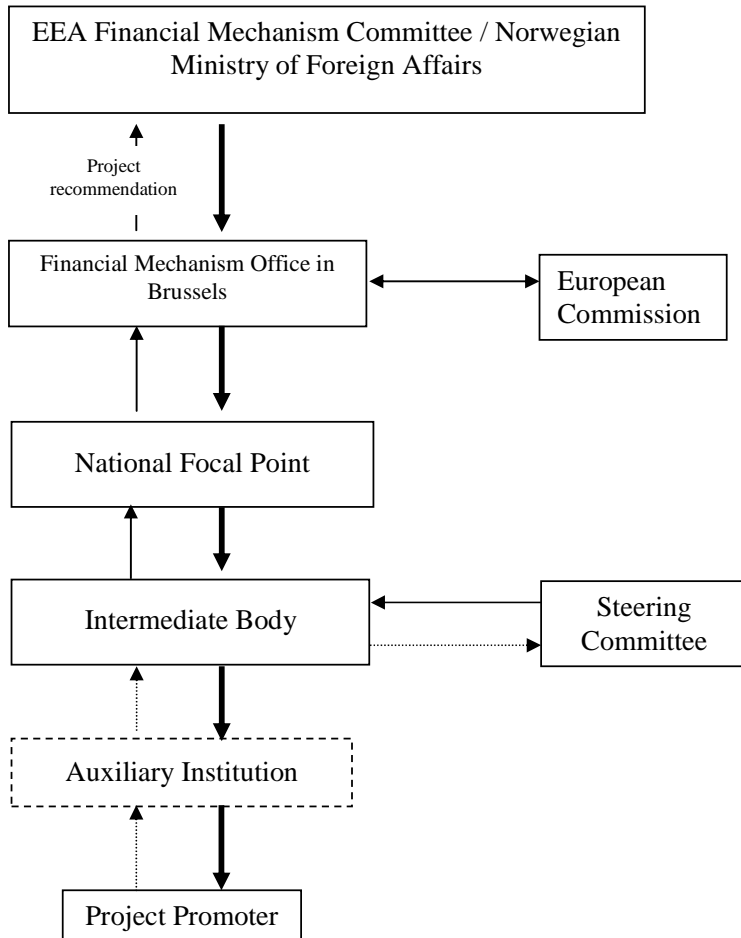 EEA Financial Mechanism Committee / Norwegian
Ministry of Foreign Affairs
Project
recommendation
Financial Mechanism Office in
Brussels
European
Commission
National Focal Point
Intermediate Body
Steering
Committee
Auxiliary Institution
Project Promoter